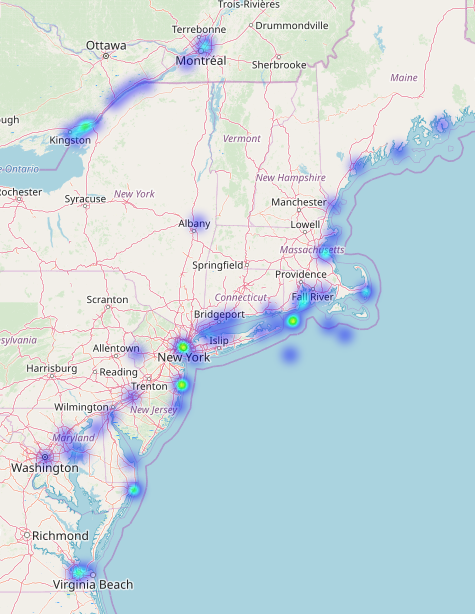 Trois-Rivières
Terrebonne
Drummondville
Ottawa
Montréal
Sherbrooke
Maine
ough
Kingston
Vermont
e-Ontario
New Hampshire
Rochester
Syracuse
New York
Manchester
Albany
Lowell
Massachusetts
Springfield
Providence
Connecticut
Fall River
Scranton
Bridgeport
sylvania
Allentown
New York
Islip
Harrisburg
Reading
Trenton
Wilmington
New Jersey
Maryland
Washington
Richmond
Virginia Beach